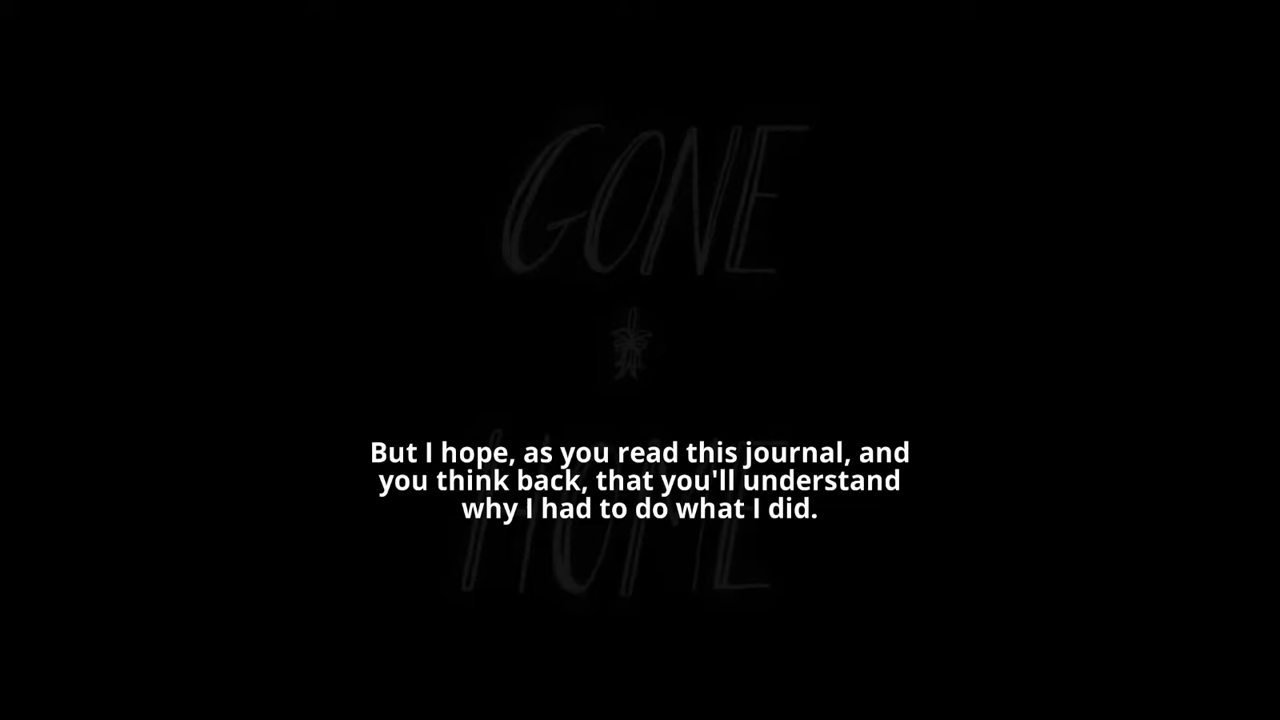 GONE
HOME
But I hope, as you read this journal, and
you think back, that you'll understand
why I had to do what I did.